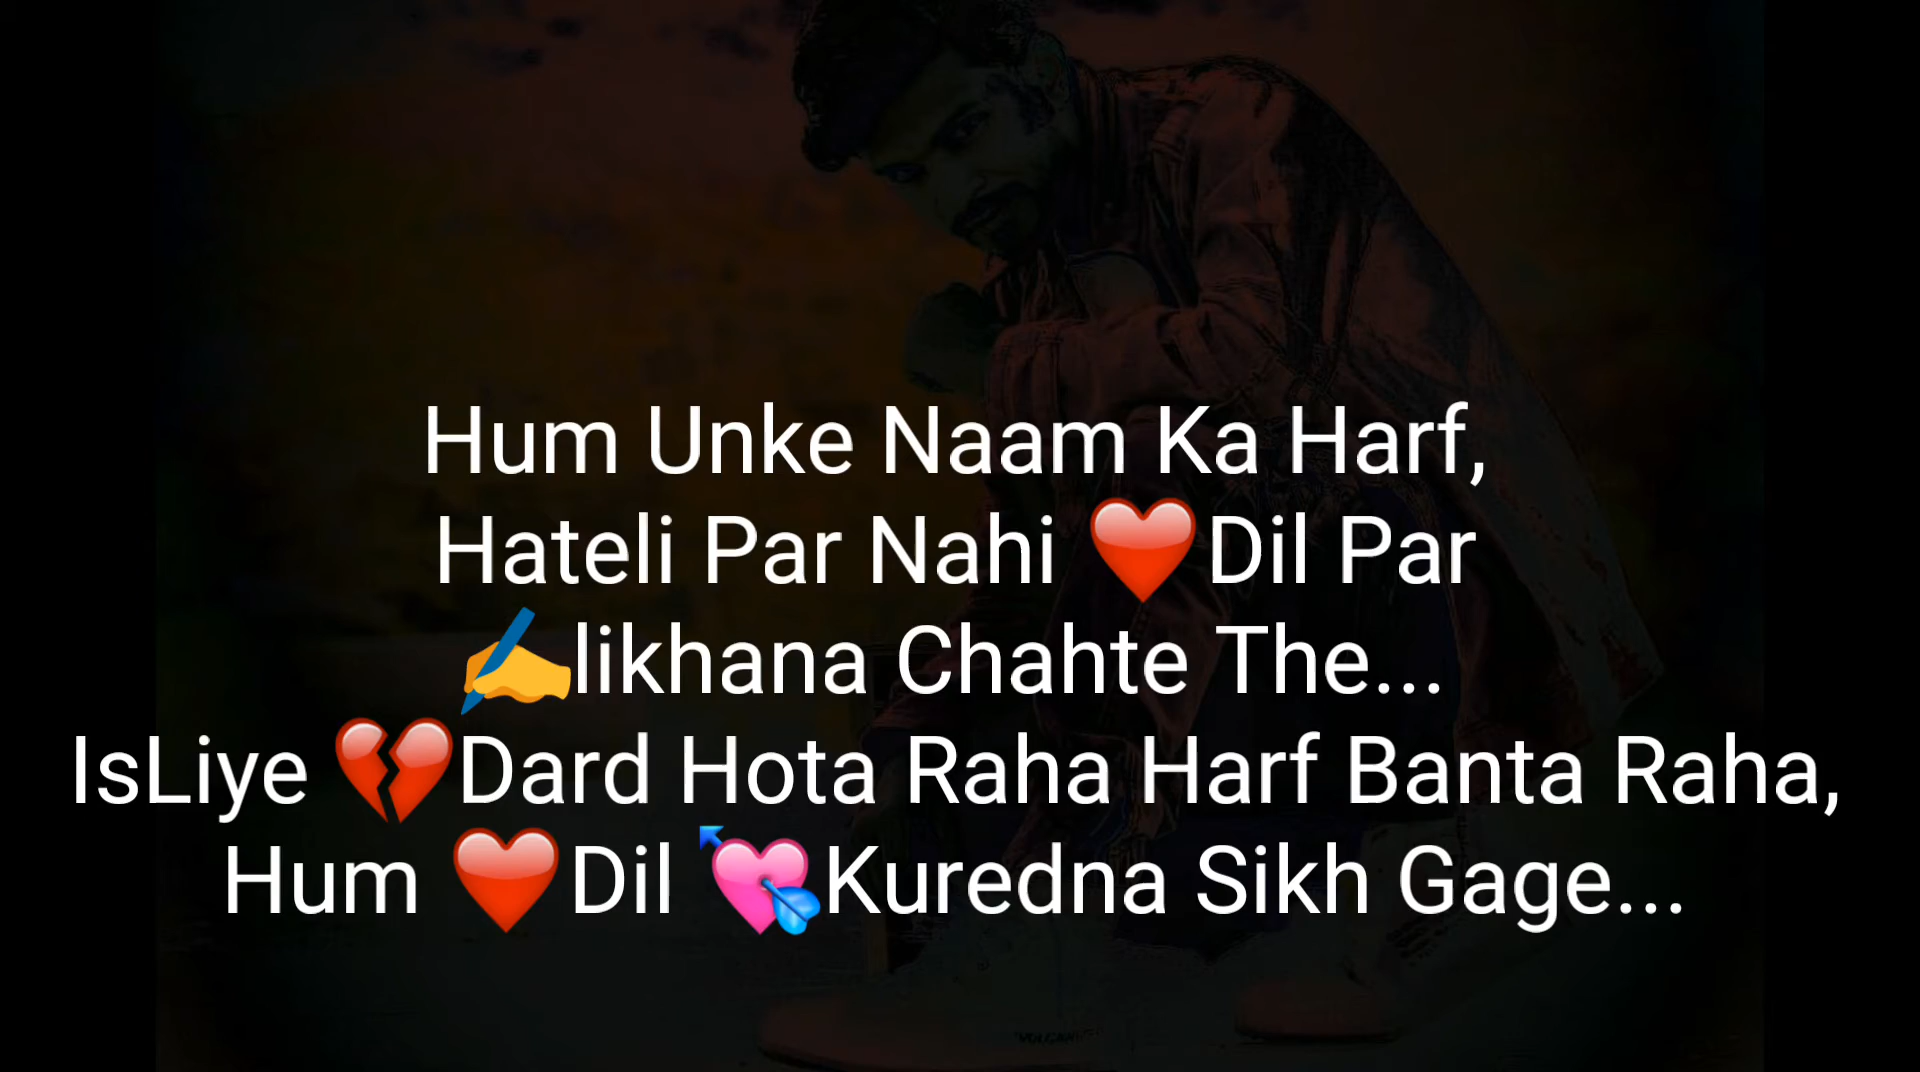 Hum Unke Naam Ka Harf,
Hateli Par Nahi ❤️Dil Par
✍️likhana Chahte The...
IsLiye 💔Dard Hota Raha Harf Banta Raha,
Hum ❤️Dil 💘Kuredna Sikh Gage...